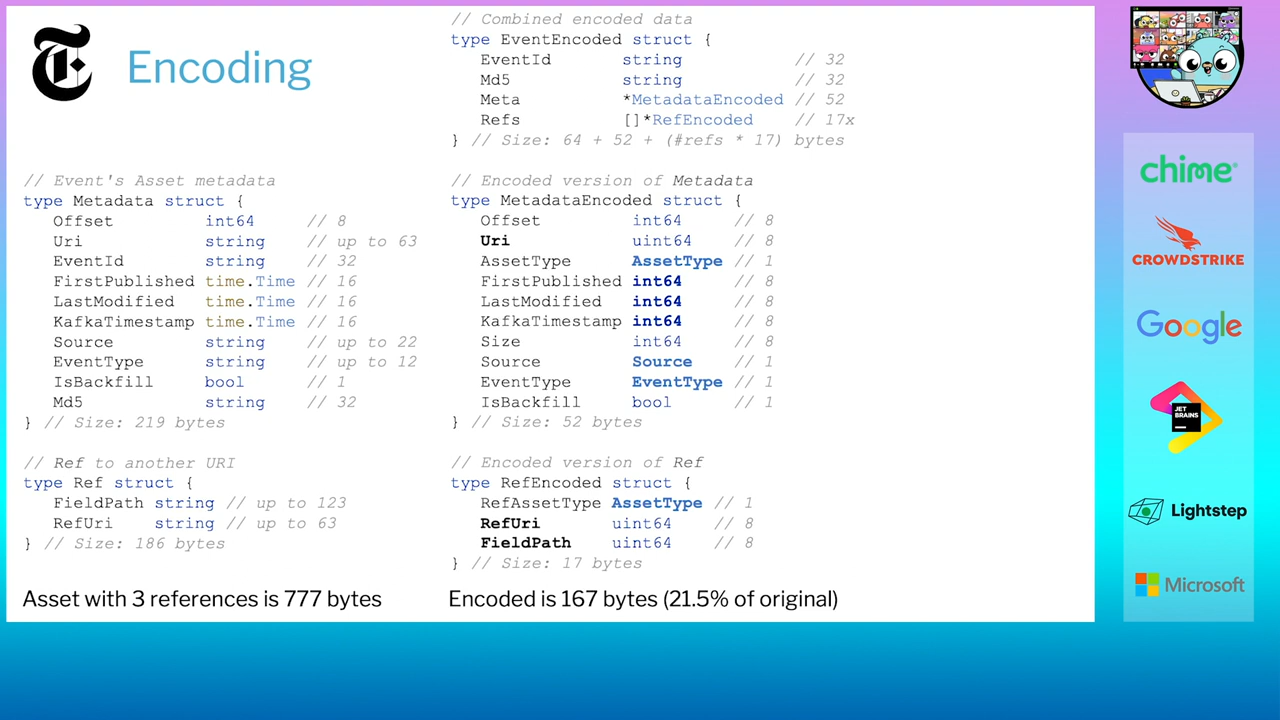 Encoding
// Combined encoded data
type EventEncoded struct {
EventId string // 32
Md5 string // 32
Meta *MetadataEncoded // 52
Refs []*RefEncoded // 17x
} // Size: 64 + 52 + (#refs * 17) bytes
// Event's Asset metadata
type Metadata struct {
Offset int64 // 8
Uri string // up to 63
EventId string // 32
FirstPublished time.Time // 16
LastModified time.Time // 16
KafkaTimestamp time.Time // 16
Source string // up to 22
EventType string // up to 12
IsBackfill bool // 1
Md5 string // 32
} // Size: 219 bytes
// Encoded version of Metadata
type MetadataEncoded struct {
Offset int64 // 8
Uri uint64 // 8
AssetType AssetType // 1
FirstPublished int64 // 8
LastModified int64 // 8
KafkaTimestamp int64 // 8
Size int64 // 8
Source Source // 1
EventType EventType // 1
IsBackfill bool // 1
} // Size: 52 bytes
// Ref to another URI
type Ref struct {
FieldPath string // up to 123
RefUri string // up to 63
} // Size: 186 bytes
// Encoded version of Ref
type RefEncoded struct {
RefAssetType AssetType // 1
RefUri uint64 // 8
FieldPath uint64 // 8
} // Size: 17 bytes
Asset with 3 references is 777 bytes
Encoded is 167 bytes (21.5% of original)
chime
CROWDSTRIKE
Google
JET
BRAINS
Lightstep
Microsoft